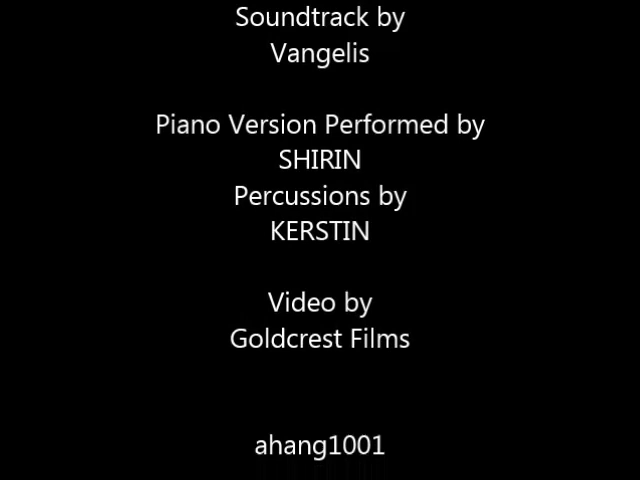 Soundtrack by
Vangelis
Piano Version Performed by
SHIRIN
Percussions by
KERSTIN
Video by
Goldcrest Films
ahang1001